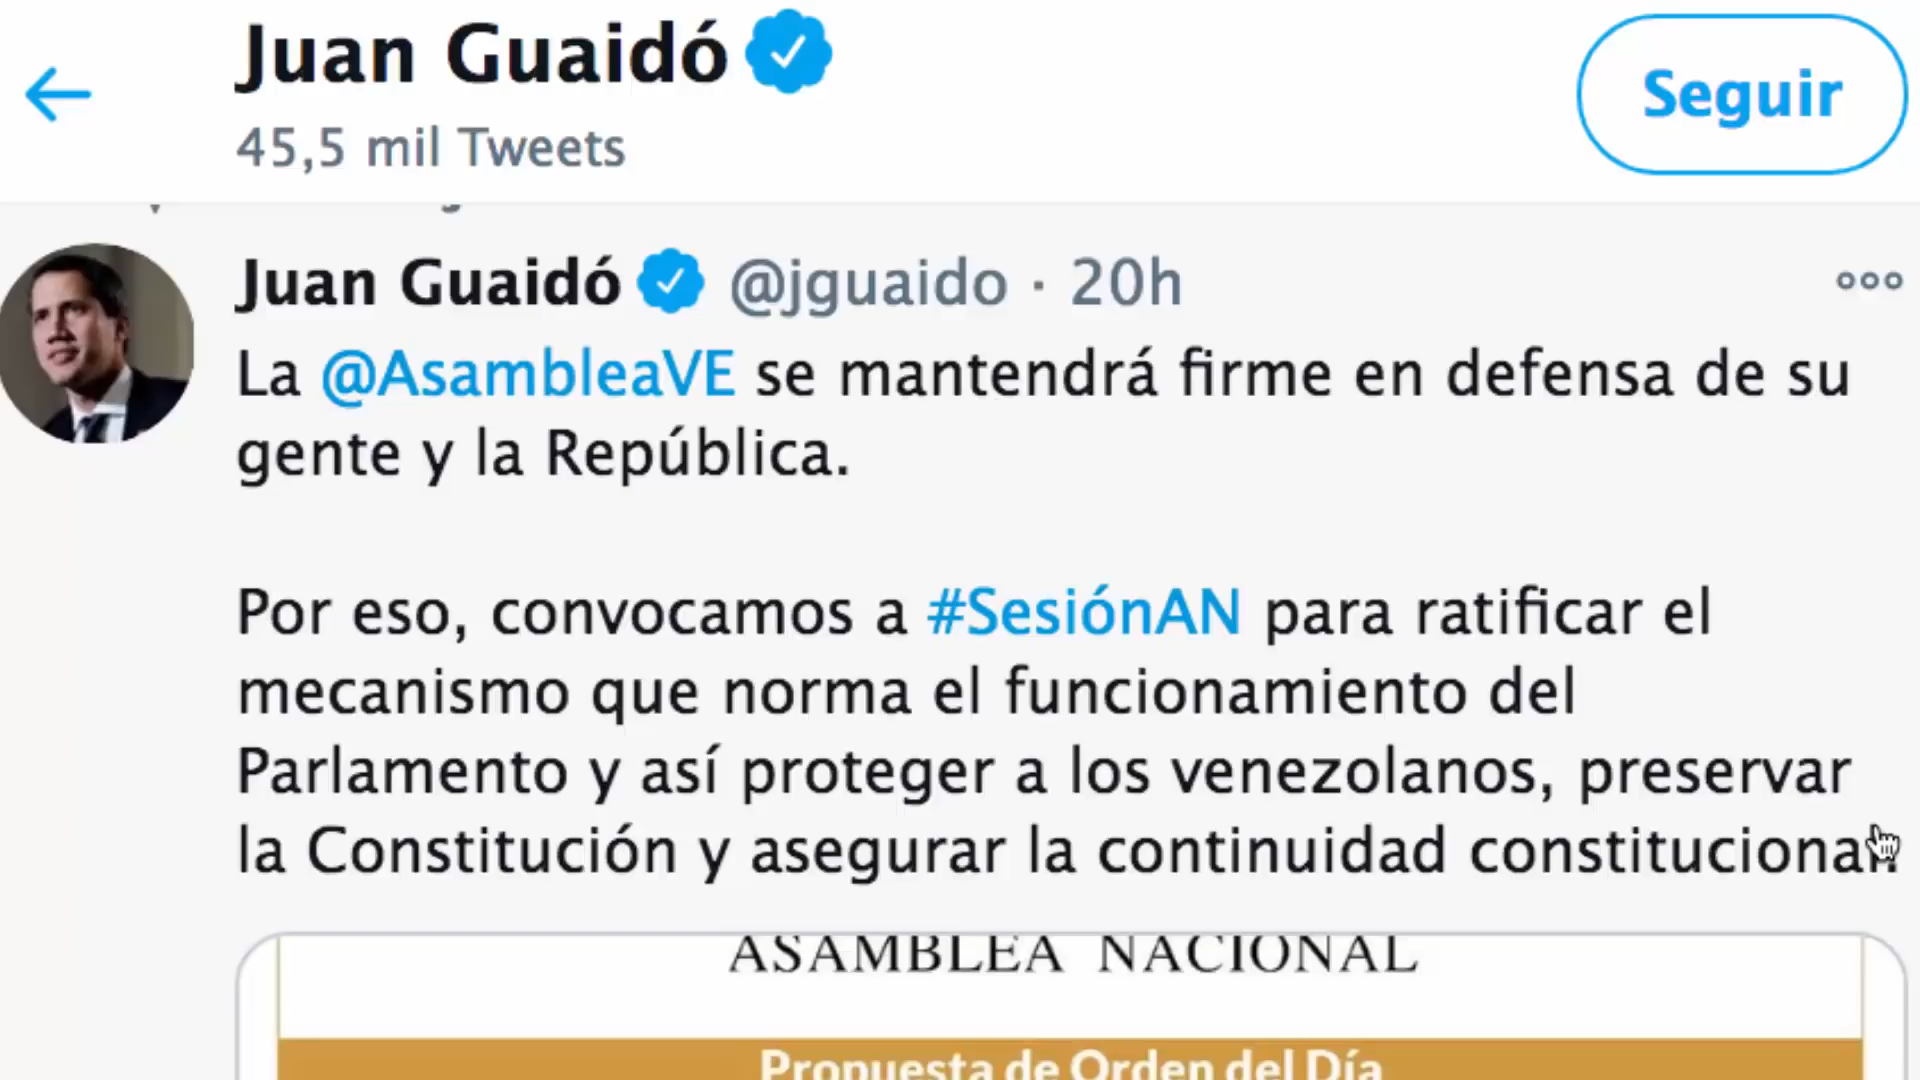 Juan Guaidó
45,5 mil Tweets
Seguir
Juan Guaidó @jguaido · 20h
La @AsambleaVE se mantendrá firme en defensa de su
gente y la República.
Por eso, convocamos a #SesiónAN para ratificar el
mecanismo que norma el funcionamiento del
Parlamento y así proteger a los venezolanos, preservar
la Constitución y asegurar la continuidad constitucional.
ASAMBLEA NACIONAL
Propuesta de Orden del Día